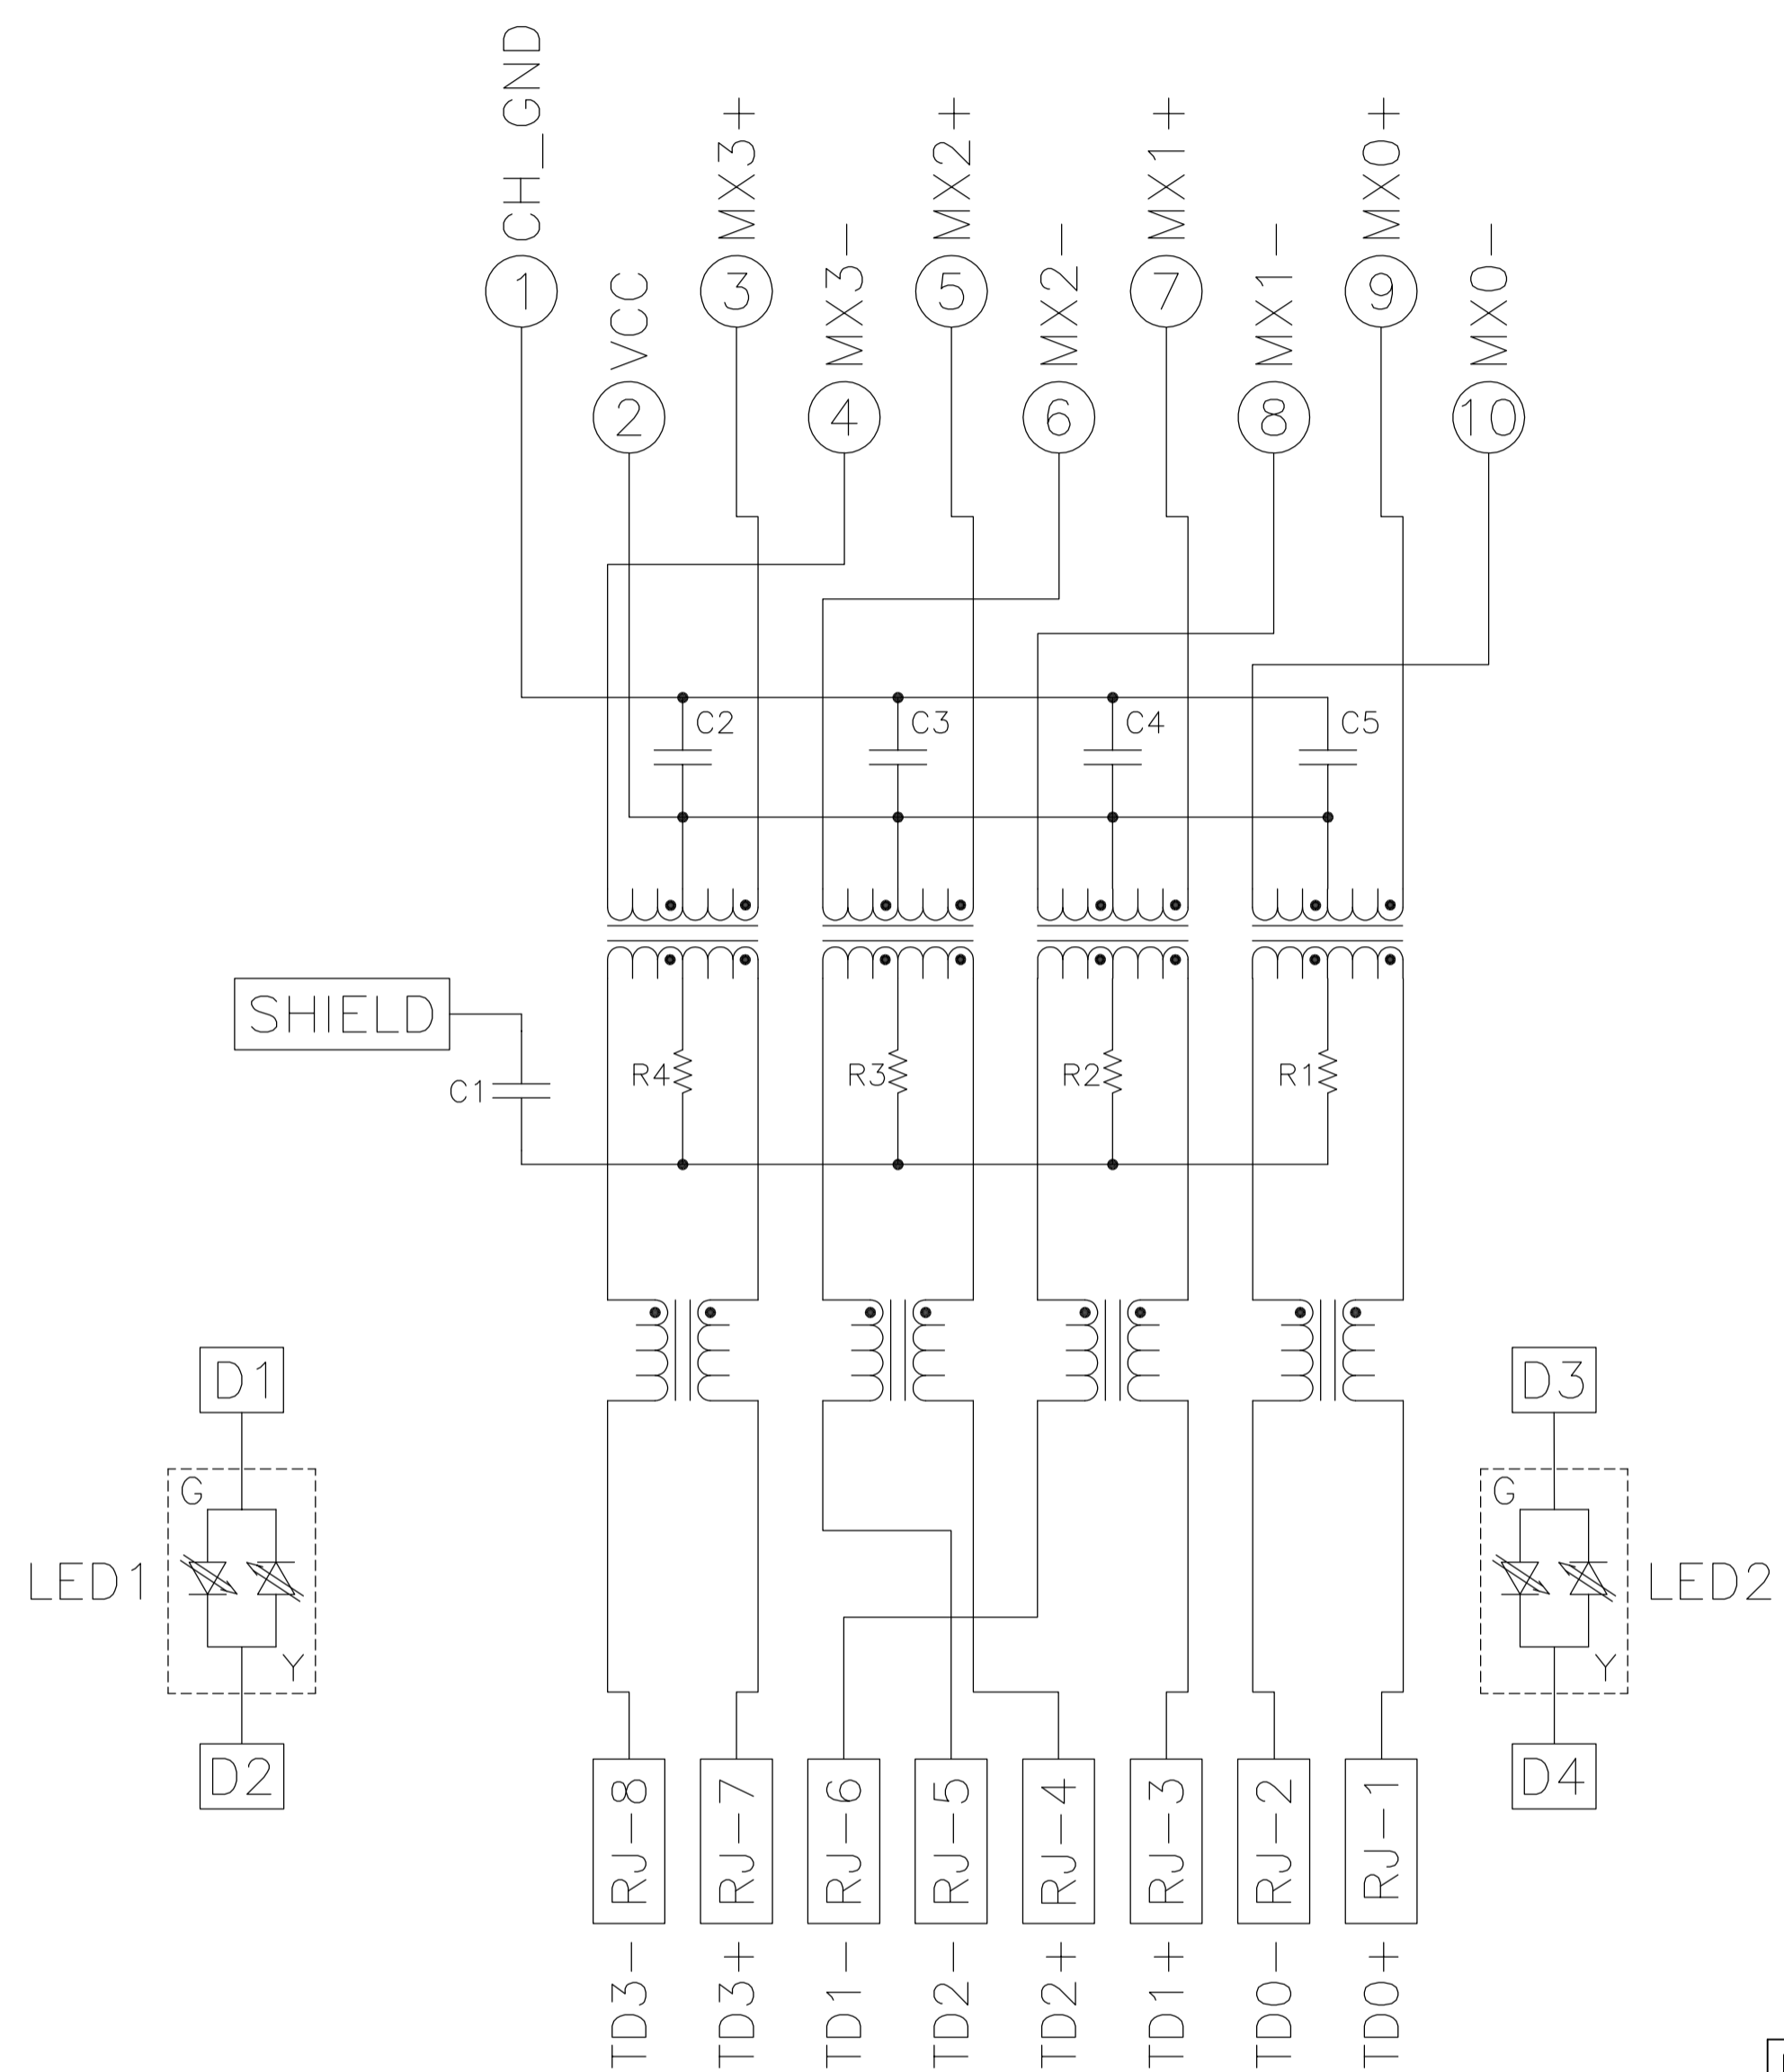 CH_GND
MX3+
MX2+
MX1+
MX0+
1
3
5
7
9
VCC
MX3-
MX2-
MX1-
MX0-
2
4
6
8
10
C2
C3
C4
C5
SHIELD
C1
R4
R3
R2
R1
D1
D3
G
G
LED1
LED2
Y
Y
D2
D4
RJ-8
RJ-7
RJ-6
RJ-5
RJ-4
RJ-3
RJ-2
RJ-1
TD3-
TD3+
TD1-
TD2-
TD2+
TD1+
TD0-
TD0+